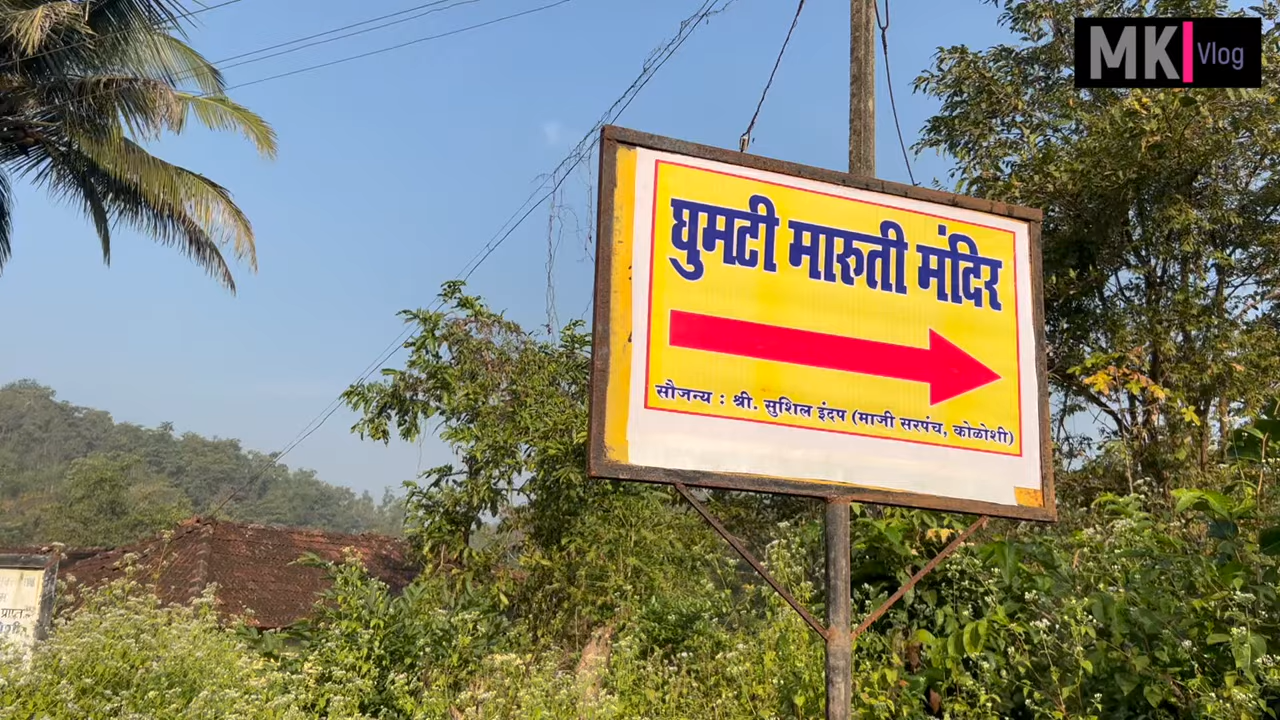 MK Vlog
घुमटी मारुती मंदिर
सौजन्य : श्री. सुशिल इंदप (माजी सरपंच, कोळोशी)
प्राप्त